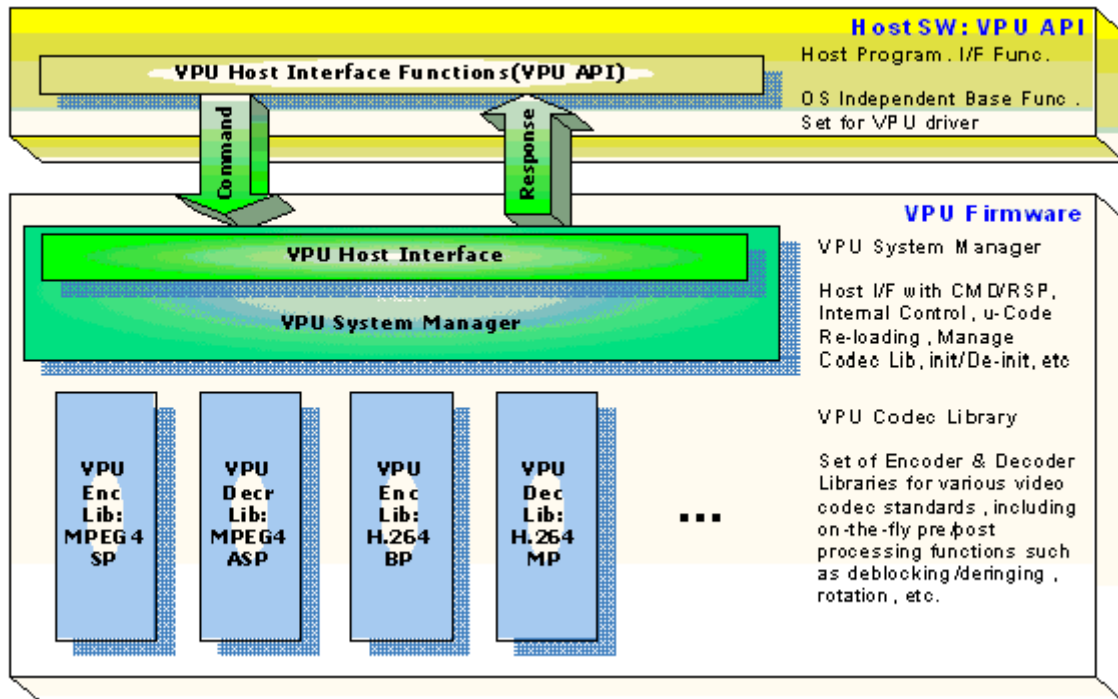 Host SW: VPU API
VPU Host Interface Functions(VPU API)
Host Program. I/F Func.
OS Independent Base Func.
Set for VPU driver
Command
Response
VPU Firmware
VPU Host Interface
VPU System Manager
VPU System Manager
Host I/F with CMD/RSP,
Internal Control, u-Code
Re-loading, Manage
Codec Lib, init/De-init, etc
VPU
Enc
Lib:
MPEG4
SP
VPU
Decr
Lib:
MPEG4
ASP
VPU
Enc
Lib:
H.264
BP
VPU
Dec
Lib:
H.264
MP
...
VPU Codec Library
Set of Encoder & Decoder
Libraries for various video
codec standards, including
on-the-fly pre/post
processing functions such
as deblocking/deringing,
rotation, etc.